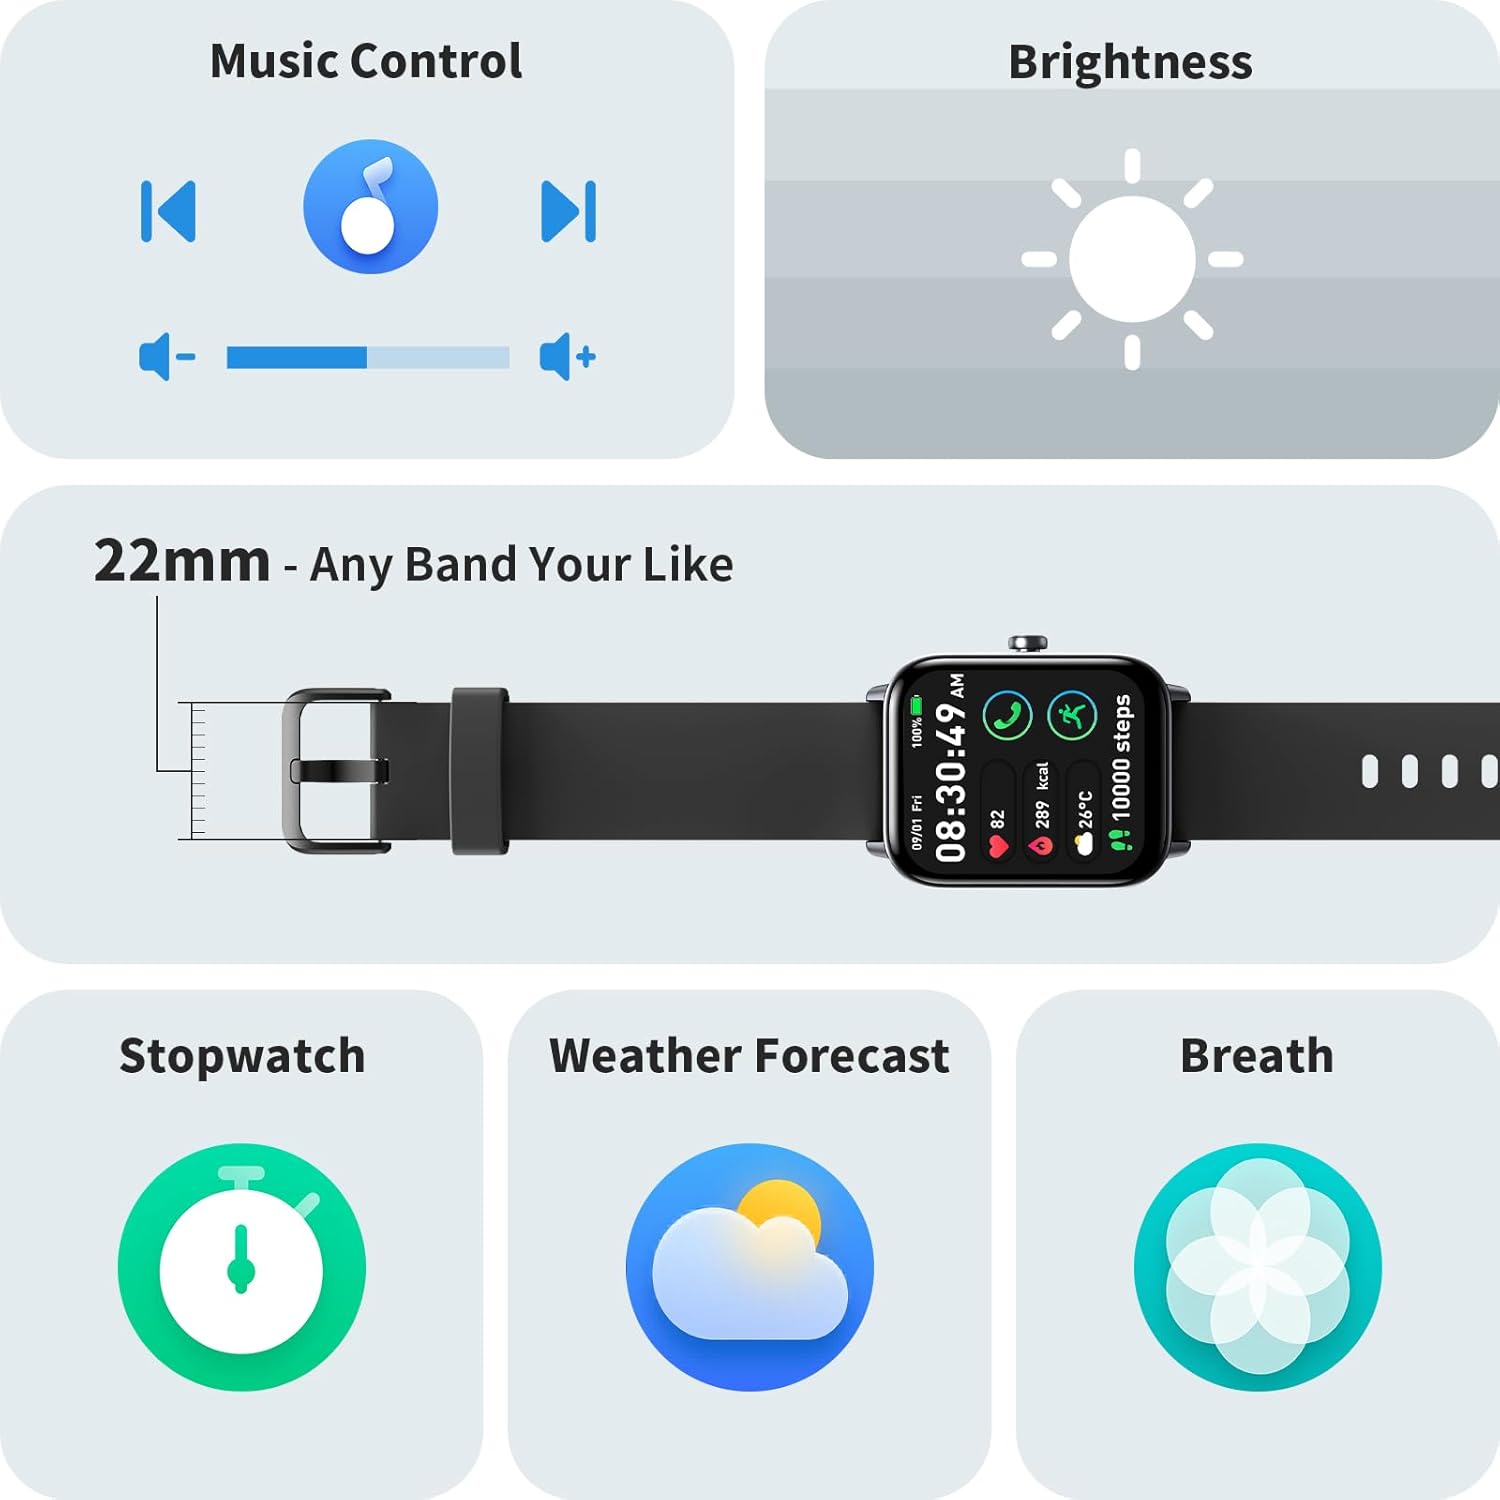 Music Control
Brightness
22mm - Any Band Your Like
09/01 Fri 100%
08:30:49 AM
82
289 kcal
26°C
10000 steps
Stopwatch
Weather Forecast
Breath